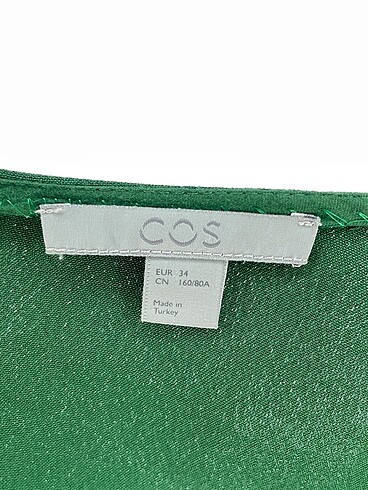 COS
EUR 34
CN 160/80A
Made in
Turkey